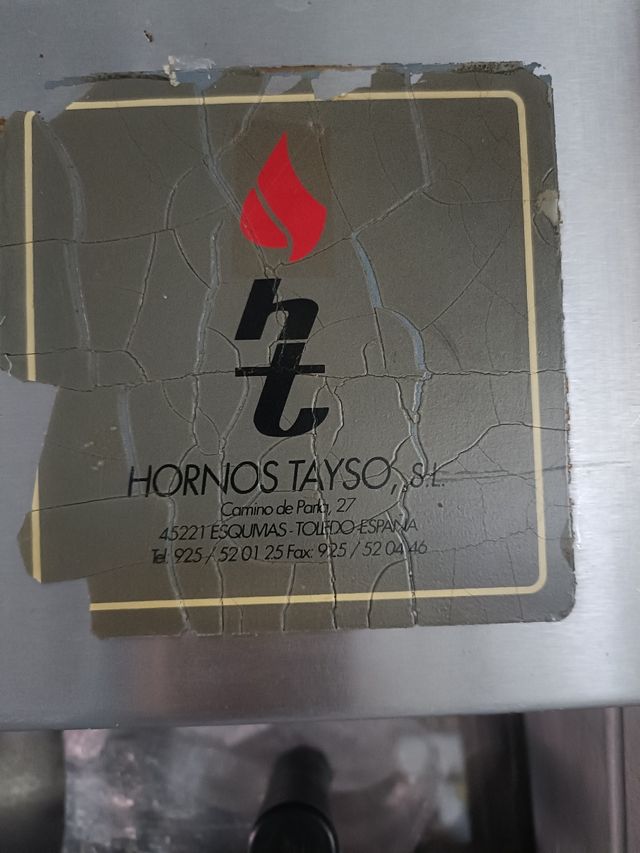 ht
HORNOS TAYSO, S.L.
Camino de Parla, 27
45221 ESQUIVIAS - TOLEDO-ESPAÑA
Tel: 925 / 52 01 25 Fax: 925 / 52 04 46